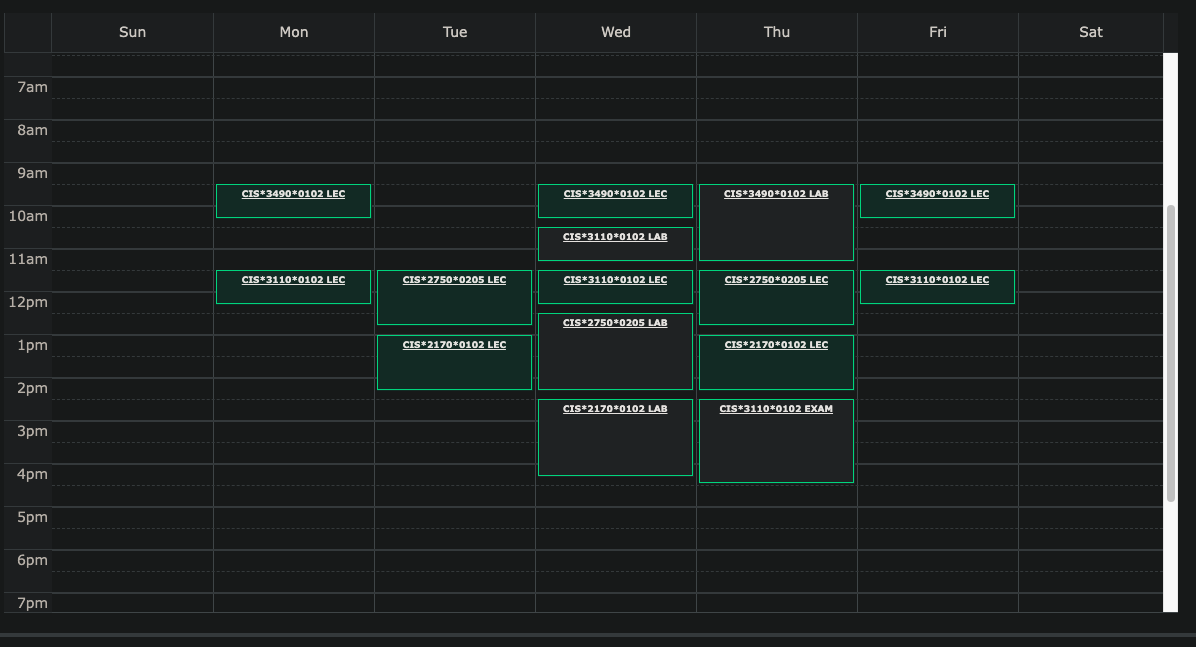 Sun Mon Tue Wed Thu Fri Sat
7am
8am
9am
CIS*3490*0102 LEC CIS*3490*0102 LEC CIS*3490*0102 LAB CIS*3490*0102 LEC
10am
CIS*3110*0102 LAB
11am
CIS*3110*0102 LEC CIS*2750*0205 LEC CIS*3110*0102 LEC CIS*2750*0205 LEC CIS*3110*0102 LEC
12pm
CIS*2750*0205 LAB
1pm CIS*2170*0102 LEC CIS*2170*0102 LEC
2pm
CIS*2170*0102 LAB CIS*3110*0102 EXAM
3pm
4pm
5pm
6pm
7pm